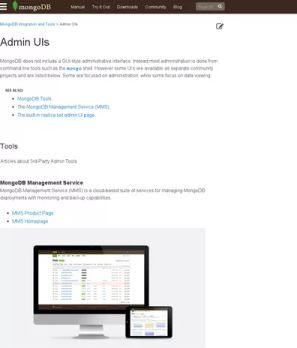 mongoDB Manual Try It Out Downloads Community Blog Search
MongoDB Integration and Tools > Admin UIs
Admin UIs
MongoDB does not include a GUI-style administrative interface. Instead most administration is done from
command line tools such as the mongo shell. However some UI's are available as separate community
projects and are listed below. Some are focused on administration, while some focus on data viewing.
SEE ALSO
• MongoDB Tools
• The MongoDB Management Service (MMS).
• The built in replica set admin UI page.
Tools
Articles about 3rd-Party Admin Tools
MongoDB Management Service
MongoDB Management Service (MMS) is a cloud-based suite of services for managing MongoDB
deployments with monitoring and backup capabilities.
• MMS Product Page
• MMS Homepage